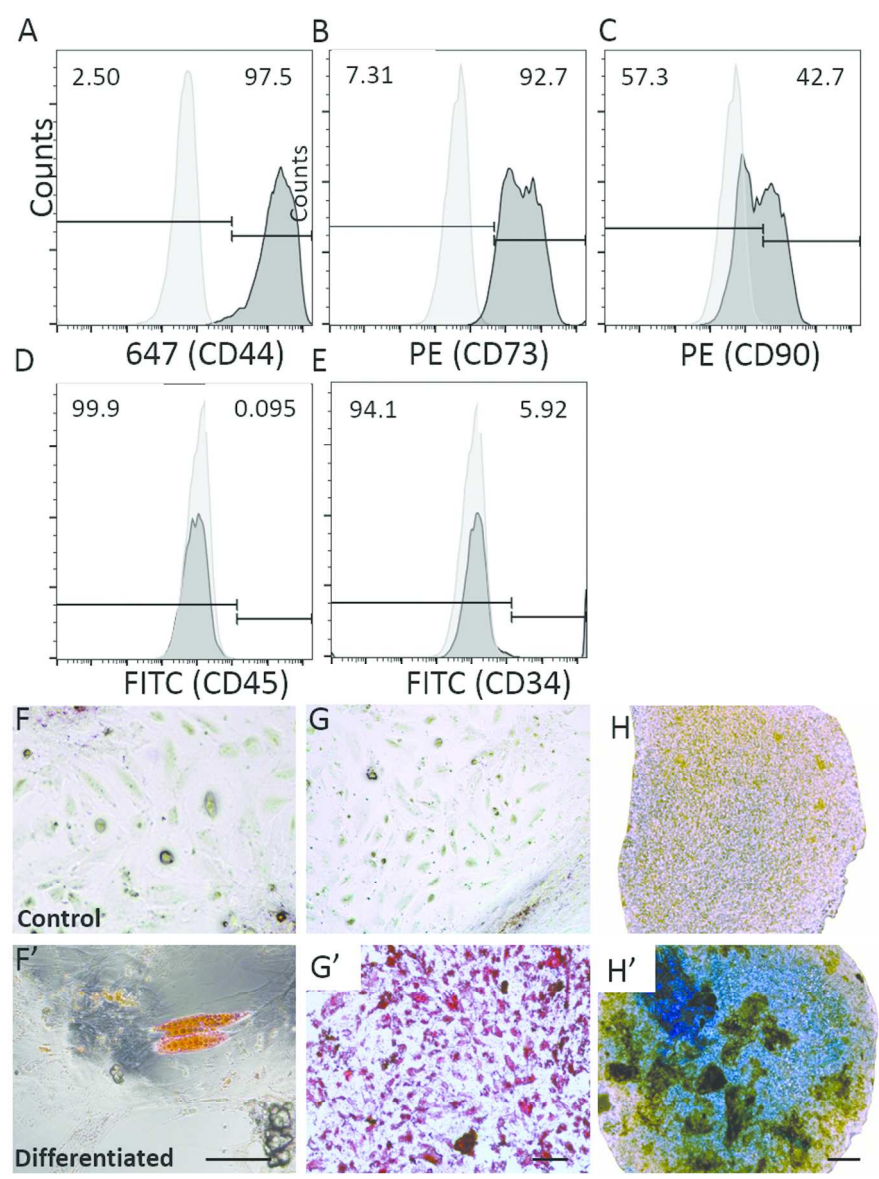 A
B
C
Counts
2.50
97.5
Counts
7.31
92.7
57.3
42.7
647 (CD44)
PE (CD73)
PE (CD90)
D
E
99.9
0.095
94.1
5.92
FITC (CD45)
FITC (CD34)
F
G
H
Control
F'
G'
H'
Differentiated